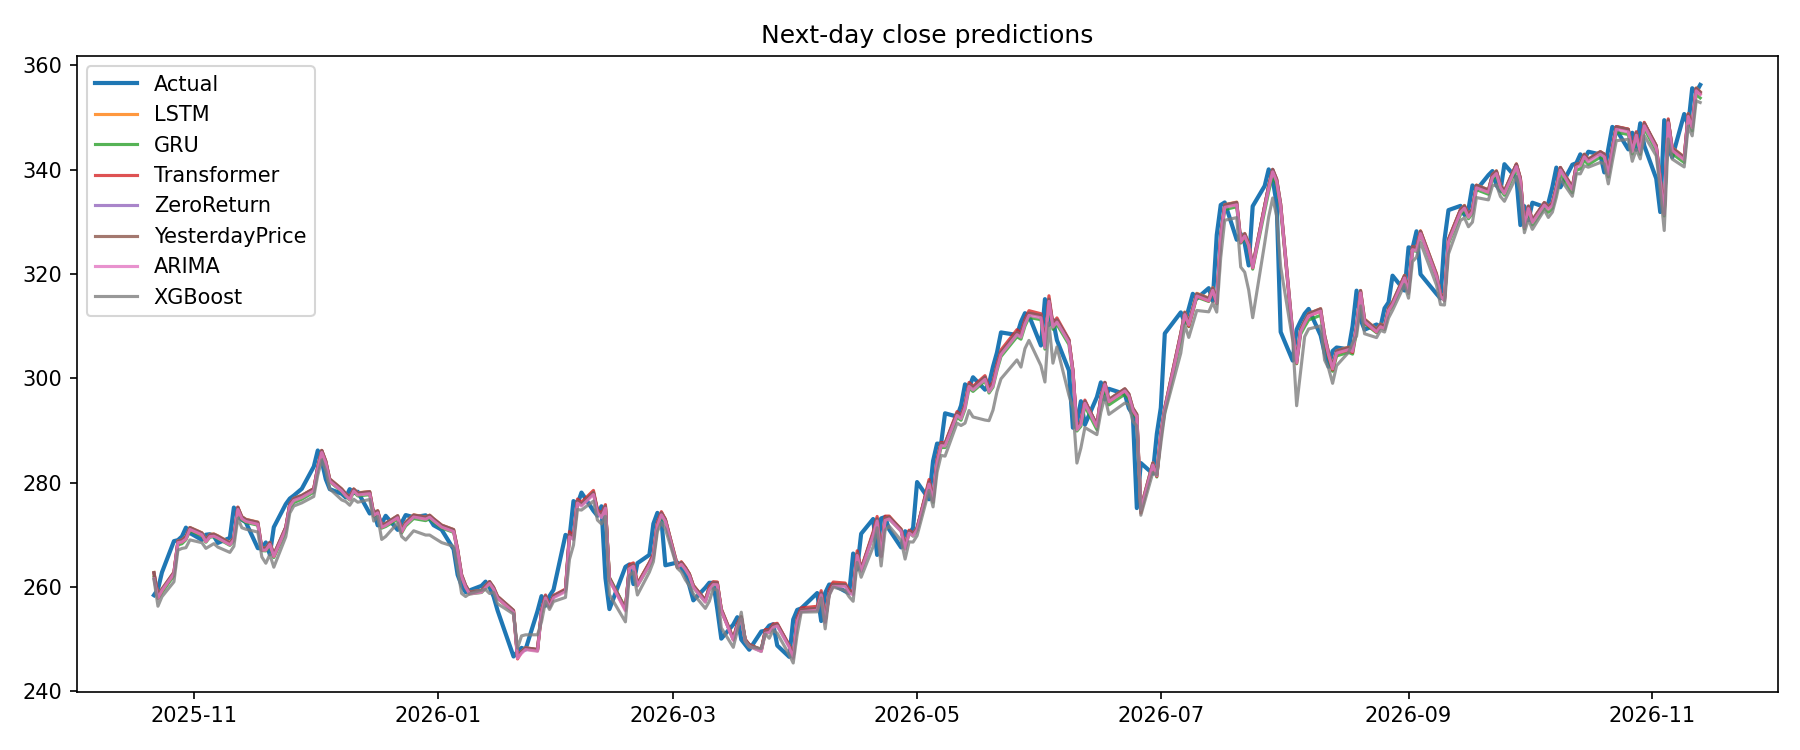 Next-day close predictions
360
340
320
300
280
260
240
Actual
LSTM
GRU
Transformer
ZeroReturn
YesterdayPrice
ARIMA
XGBoost
2025-11
2026-01
2026-03
2026-05
2026-07
2026-09
2026-11